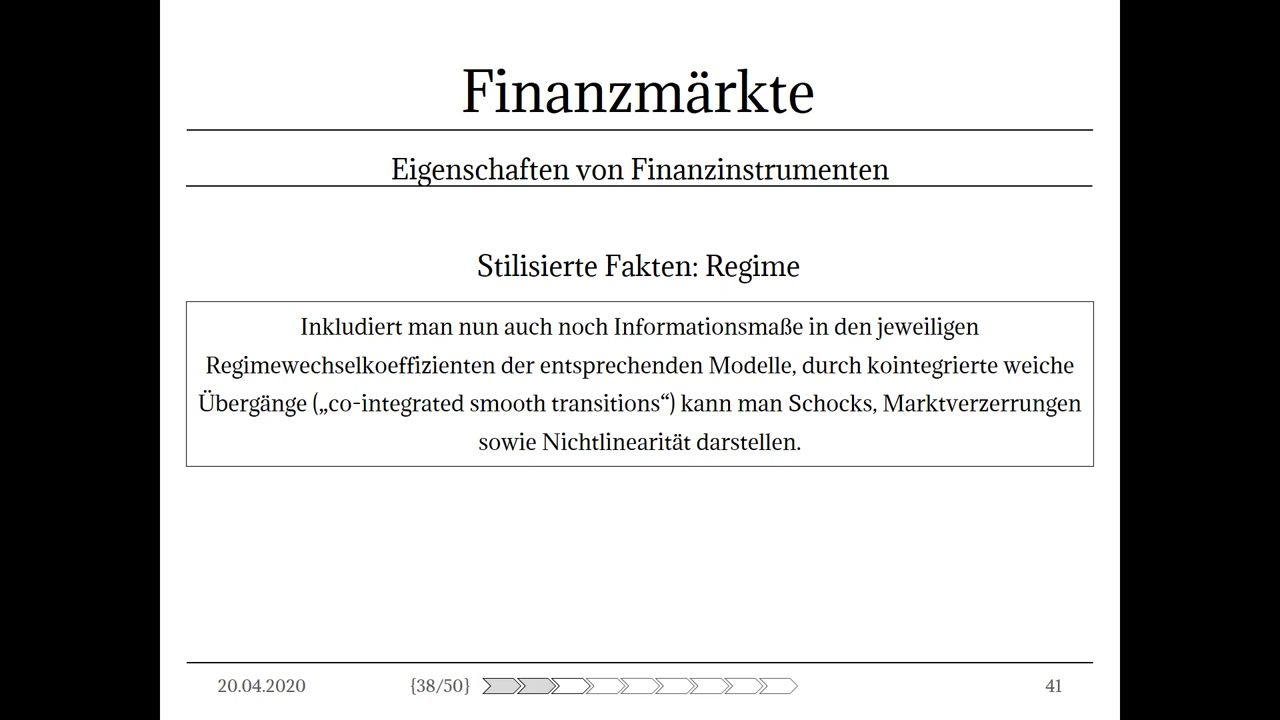 Finanzmärkte
Eigenschaften von Finanzinstrumenten
Stilisierte Fakten: Regime
Inkludiert man nun auch noch Informationsmaße in den jeweiligen
Regimewechselkoeffizienten der entsprechenden Modelle, durch kointegrierte weiche
Übergänge („co-integrated smooth transitions“) kann man Schocks, Marktverzerrungen
sowie Nichtlinearität darstellen.
20.04.2020 {38/50} 41